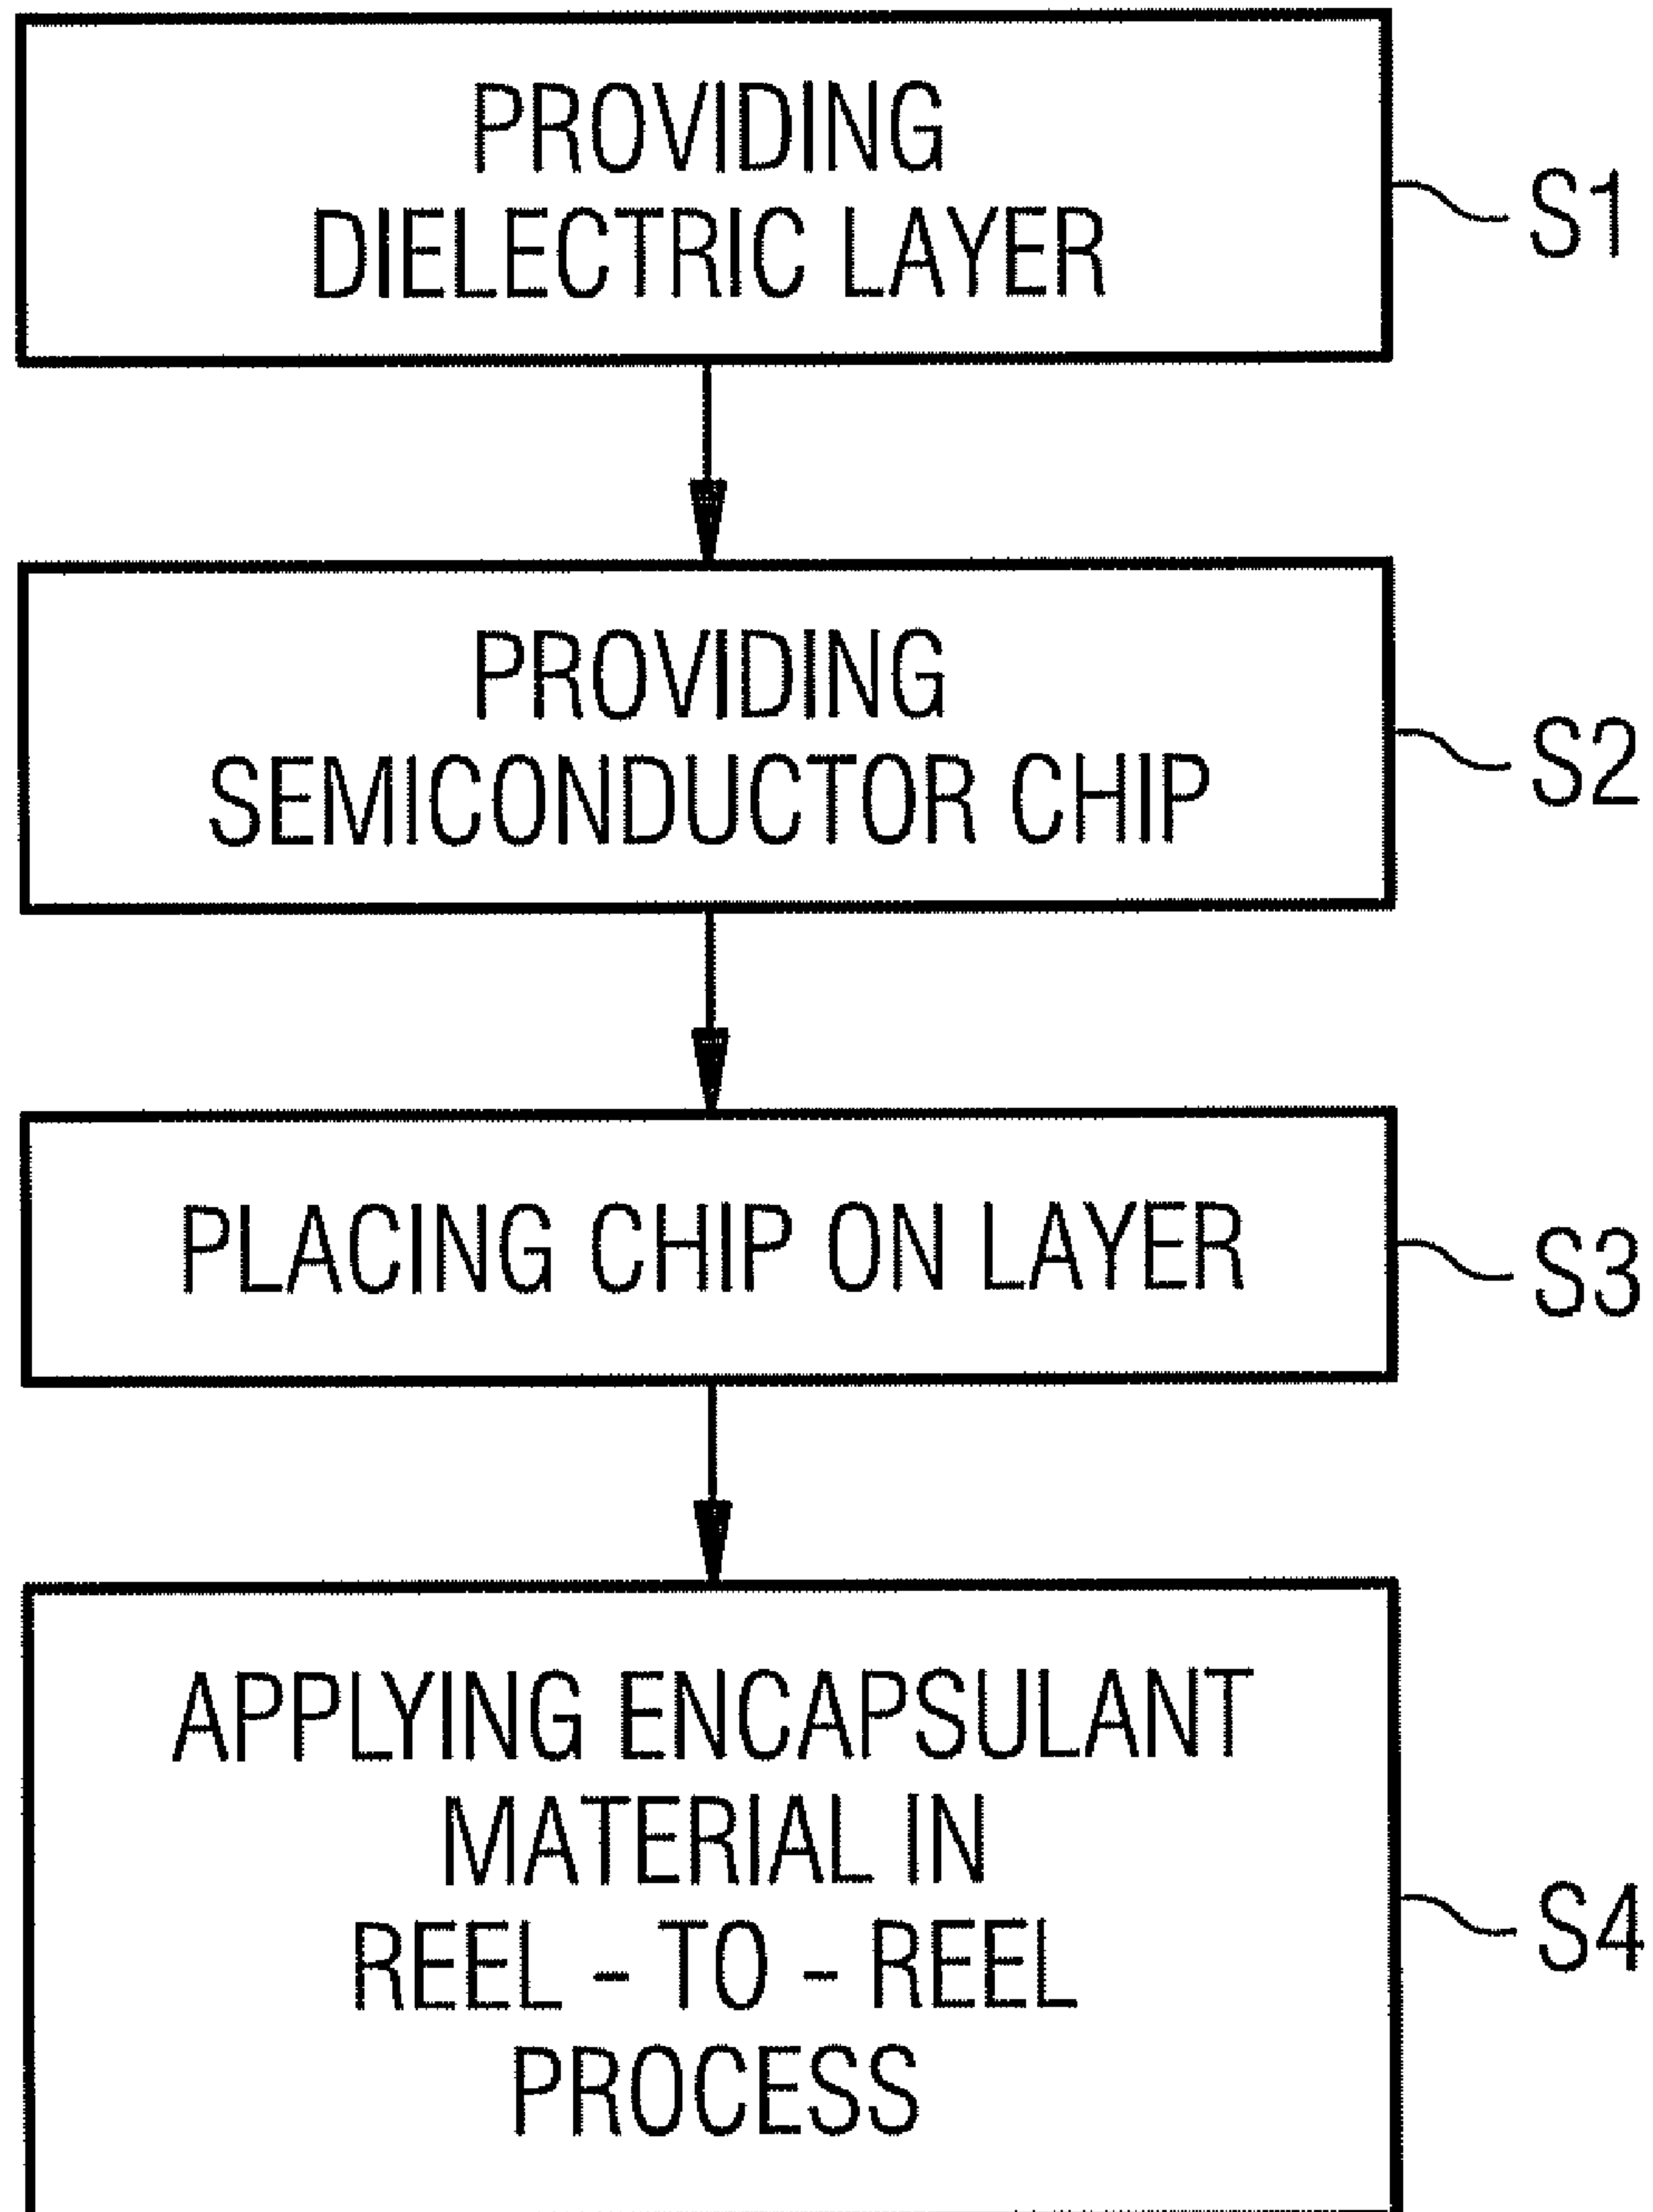 PROVIDING
DIELECTRIC LAYER
S1
PROVIDING
SEMICONDUCTOR CHIP
S2
PLACING CHIP ON LAYER
S3
APPLYING ENCAPSULANT
MATERIAL IN
REEL - TO - REEL
PROCESS
S4